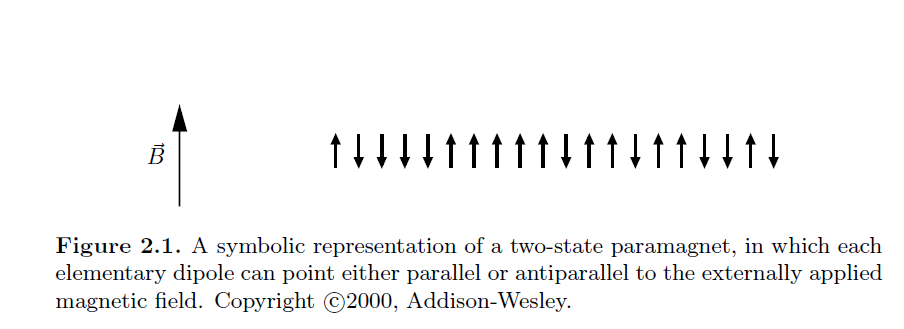 B⃗
Figure 2.1. A symbolic representation of a two-state paramagnet, in which each
elementary dipole can point either parallel or antiparallel to the externally applied
magnetic field. Copyright ©2000, Addison-Wesley.